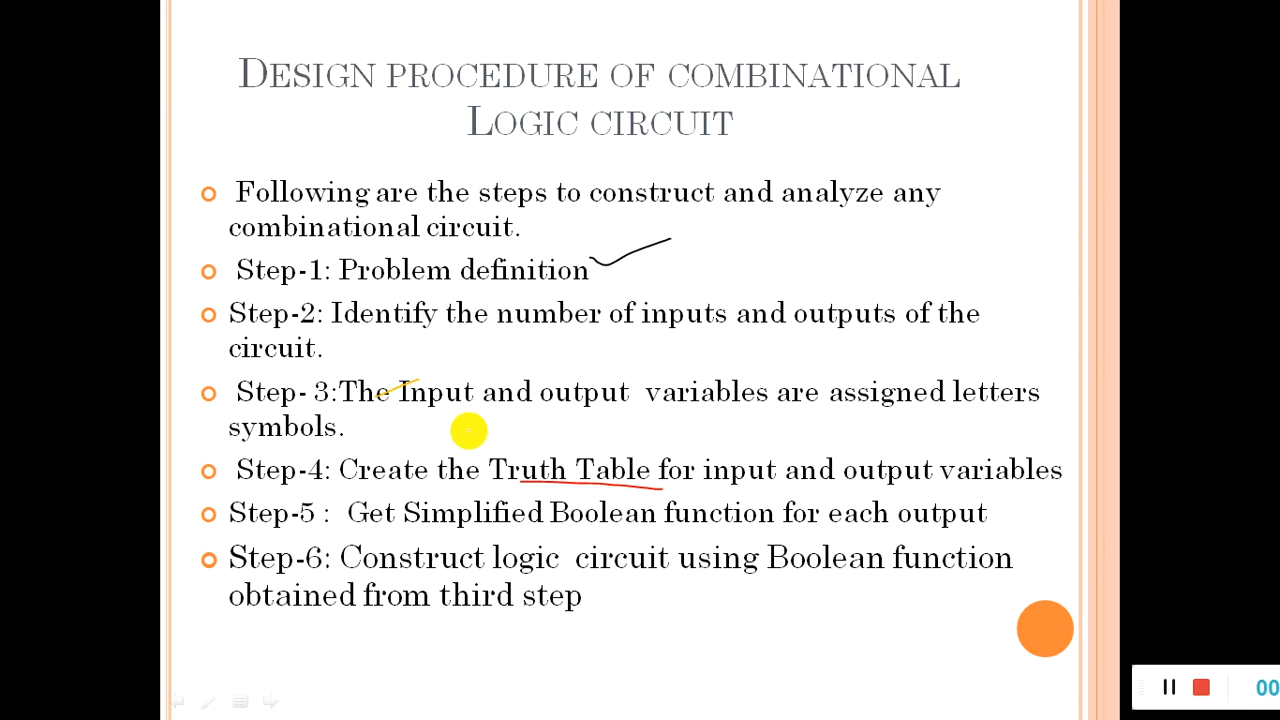 DESIGN PROCEDURE OF COMBINATIONAL
LOGIC CIRCUIT
Following are the steps to construct and analyze any
combinational circuit.
Step-1: Problem definition
Step-2: Identify the number of inputs and outputs of the
circuit.
Step- 3:The Input and output variables are assigned letters
symbols.
Step-4: Create the Truth Table for input and output variables
Step-5 : Get Simplified Boolean function for each output
Step-6: Construct logic circuit using Boolean function
obtained from third step
00